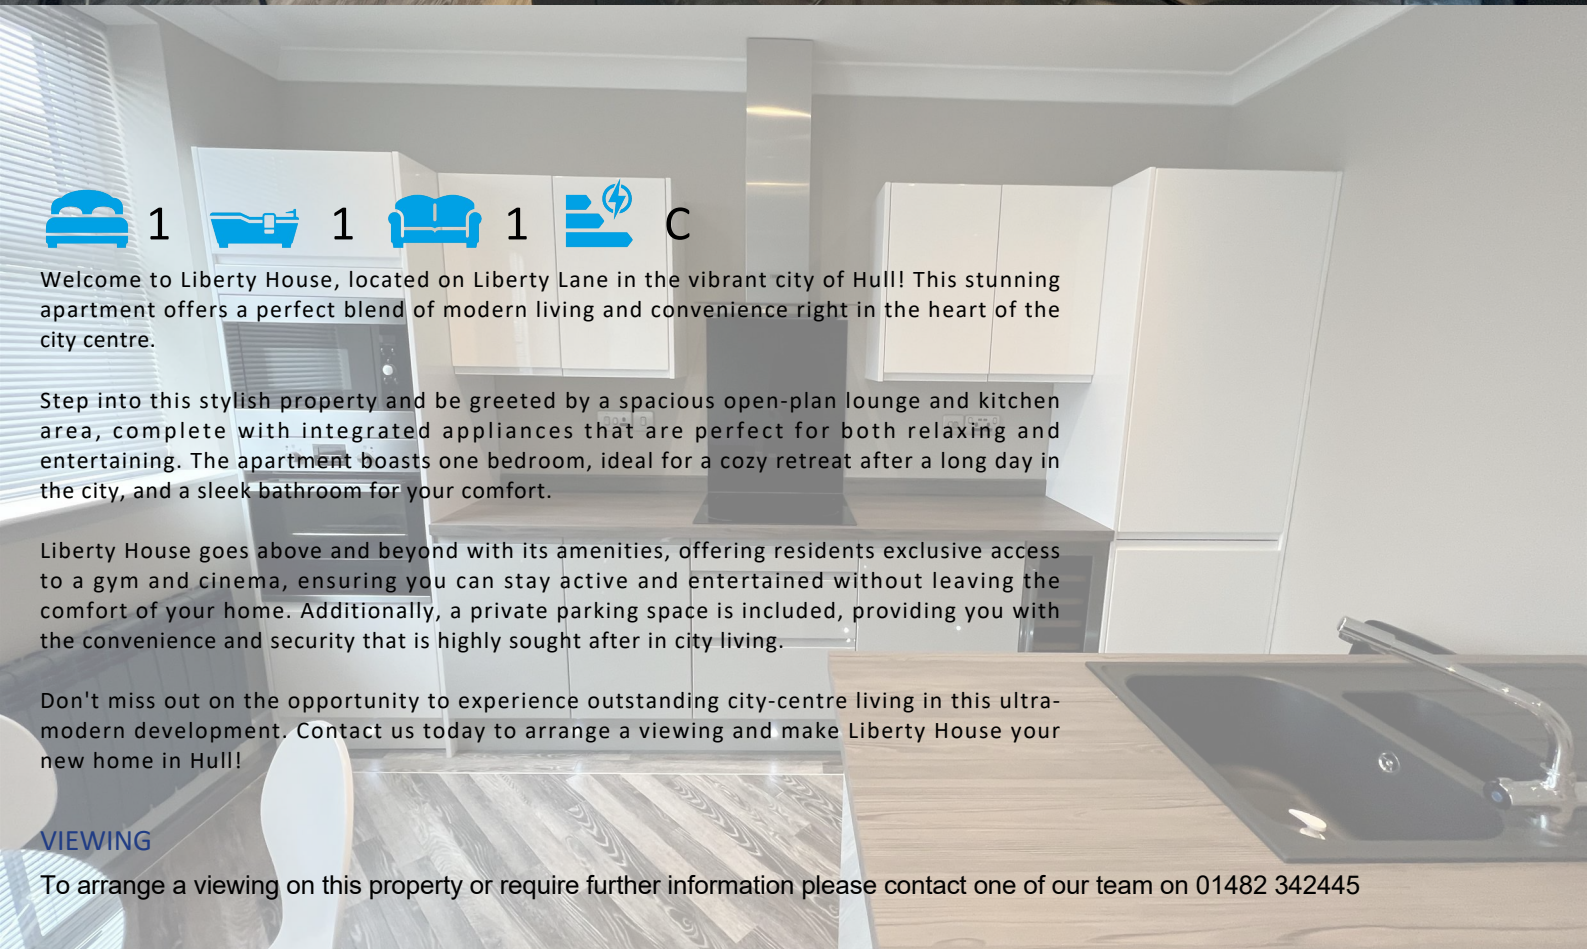 1 1 1 C
Welcome to Liberty House, located on Liberty Lane in the vibrant city of Hull! This stunning
apartment offers a perfect blend of modern living and convenience right in the heart of the
city centre.
Step into this stylish property and be greeted by a spacious open-plan lounge and kitchen
area, complete with integrated appliances that are perfect for both relaxing and
entertaining. The apartment boasts one bedroom, ideal for a cozy retreat after a long day in
the city, and a sleek bathroom for your comfort.
Liberty House goes above and beyond with its amenities, offering residents exclusive access
to a gym and cinema, ensuring you can stay active and entertained without leaving the
comfort of your home. Additionally, a private parking space is included, providing you with
the convenience and security that is highly sought after in city living.
Don't miss out on the opportunity to experience outstanding city-centre living in this ultra-
modern development. Contact us today to arrange a viewing and make Liberty House your
new home in Hull!
VIEWING
To arrange a viewing on this property or require further information please contact one of our team on 01482 342445